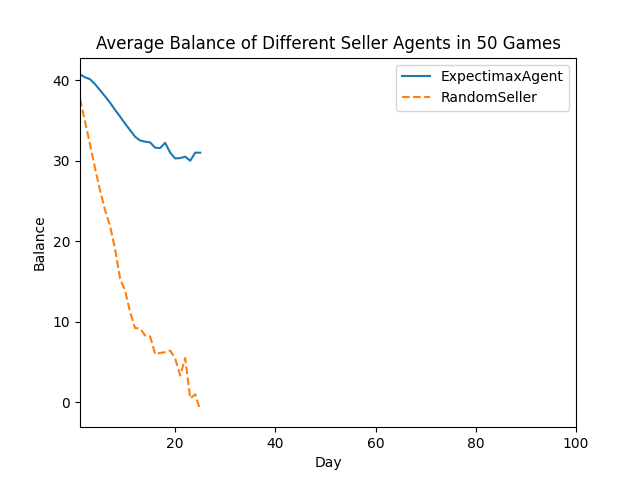 Average Balance of Different Seller Agents in 50 Games
ExpectimaxAgent
RandomSeller
Balance
40
30
20
10
0
20 40 60 80 100
Day